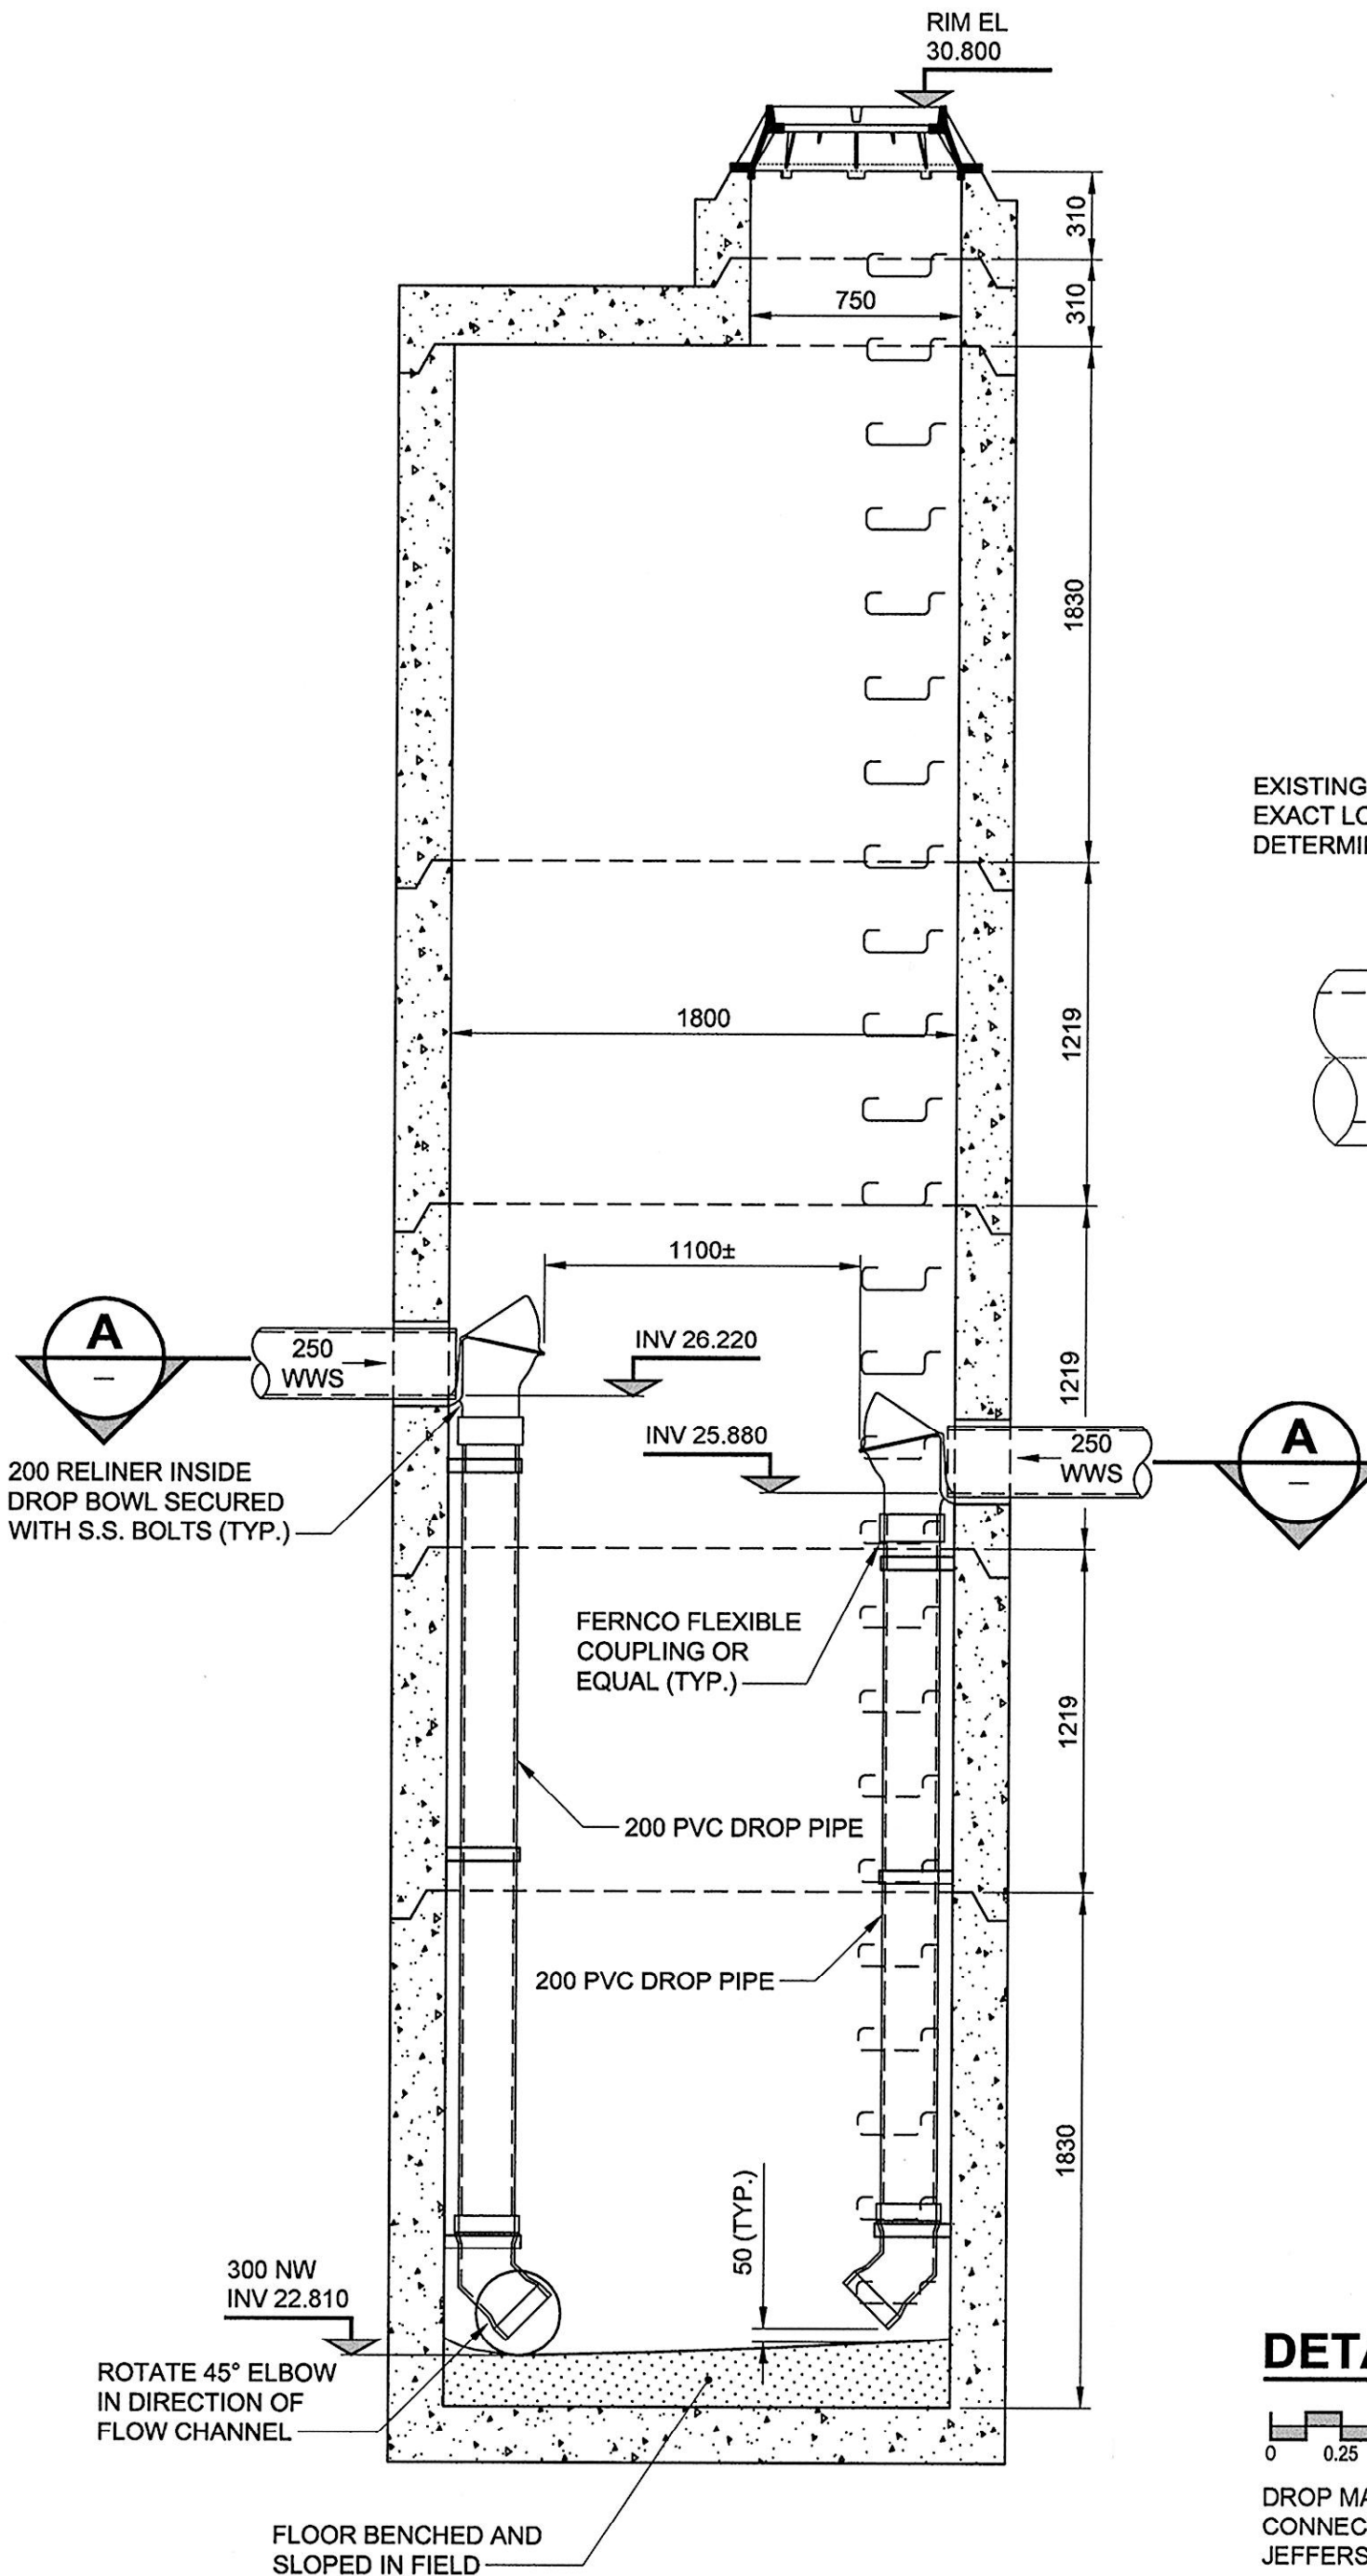 RIM EL
30.800
310
310
750
1830
EXISTING
EXACT LO
DETERMI
1800
1219
1100±
1219
A
–
250
WWS
INV 26.220
INV 25.880
250
WWS
A
–
200 RELINER INSIDE
DROP BOWL SECURED
WITH S.S. BOLTS (TYP.)
FERNCO FLEXIBLE
COUPLING OR
EQUAL (TYP.)
1219
200 PVC DROP PIPE
200 PVC DROP PIPE
1830
50 (TYP.)
300 NW
INV 22.810
ROTATE 45° ELBOW
IN DIRECTION OF
FLOW CHANNEL
DETA
0 0.25
DROP MA
CONNEC
JEFFERS
FLOOR BENCHED AND
SLOPED IN FIELD